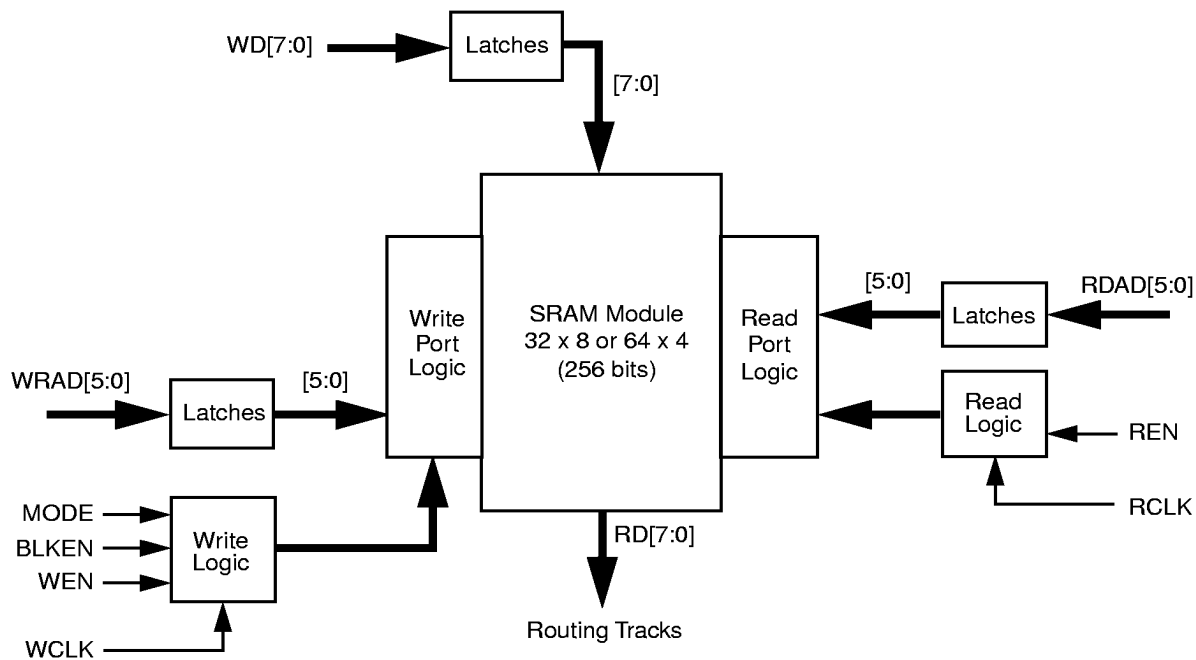 WD[7:0]
Latches
[7:0]
SRAM Module
32 x 8 or 64 x 4
(256 bits)
Write
Port
Logic
Read
Port
Logic
[5:0]
Latches
RDAD[5:0]
WRAD[5:0]
Latches
[5:0]
Read
Logic
REN
RCLK
MODE
BLKEN
WEN
WCLK
Write
Logic
RD[7:0]
Routing Tracks